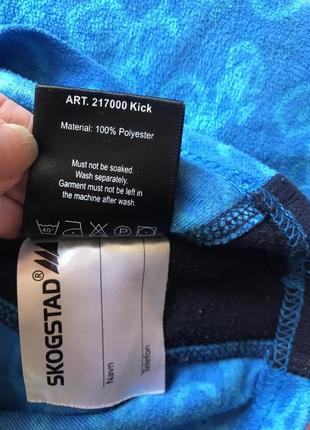 ART. 217000 Kick
Material: 100% Polyester
Must not be soaked.
Wash separately.
Garment must not be left in
the machine after wash.
40°
P
SKOGSTAD®
Navn
Telefon